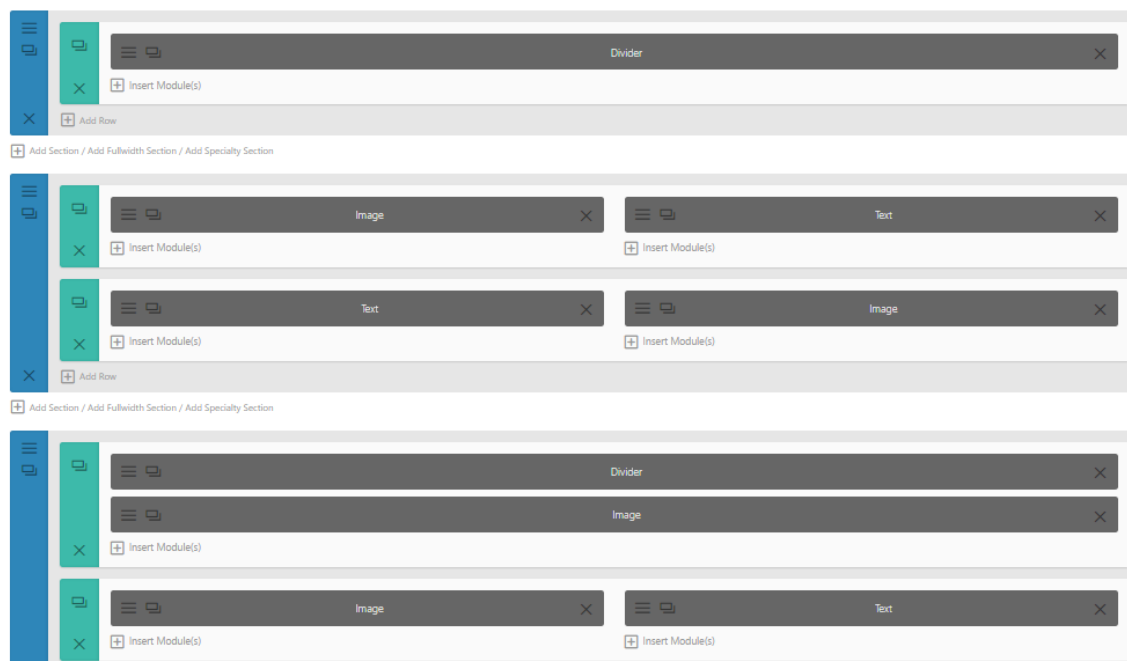 Divider
Insert Module(s)
Add Row
Add Section / Add Fullwidth Section / Add Specialty Section
Image Text
Insert Module(s) Insert Module(s)
Text Image
Insert Module(s) Insert Module(s)
Add Row
Add Section / Add Fullwidth Section / Add Specialty Section
Divider
Image
Insert Module(s)
Image Text
Insert Module(s) Insert Module(s)